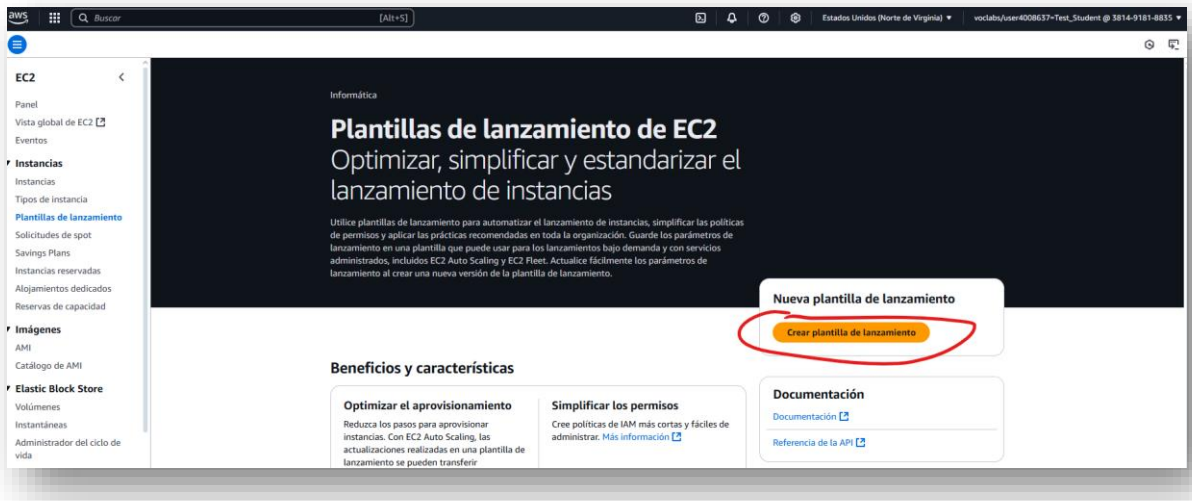 aws
Buscar
[Alt+S]
Estados Unidos (Norte de Virginia) ▼
voclabs/user4008637=Test_Student @ 3814-9181-8835 ▼
EC2
Panel
Vista global de EC2
Eventos
Instancias
Instancias
Tipos de instancia
Plantillas de lanzamiento
Solicitudes de spot
Savings Plans
Instancias reservadas
Alojamientos dedicados
Reservas de capacidad
Imágenes
AMI
Catálogo de AMI
Elastic Block Store
Volúmenes
Instantáneas
Administrador del ciclo de
vida
Informática
Plantillas de lanzamiento de EC2
Optimizar, simplificar y estandarizar el
lanzamiento de instancias
Utilice plantillas de lanzamiento para automatizar el lanzamiento de instancias, simplificar las políticas
de permisos y aplicar las prácticas recomendadas en toda la organización. Guarde los parámetros de
lanzamiento en una plantilla que puede usar para los lanzamientos bajo demanda y con servicios
administrados, incluidos EC2 Auto Scaling y EC2 Fleet. Actualice fácilmente los parámetros de
lanzamiento al crear una nueva versión de la plantilla de lanzamiento.
Nueva plantilla de lanzamiento
Crear plantilla de lanzamiento
Beneficios y características
Optimizar el aprovisionamiento
Reduzca los pasos para aprovisionar
instancias. Con EC2 Auto Scaling, las
actualizaciones realizadas en una plantilla de
lanzamiento se pueden transferir
Simplificar los permisos
Cree políticas de IAM más cortas y fáciles de
administrar. Más información
Documentación
Documentación
Referencia de la API